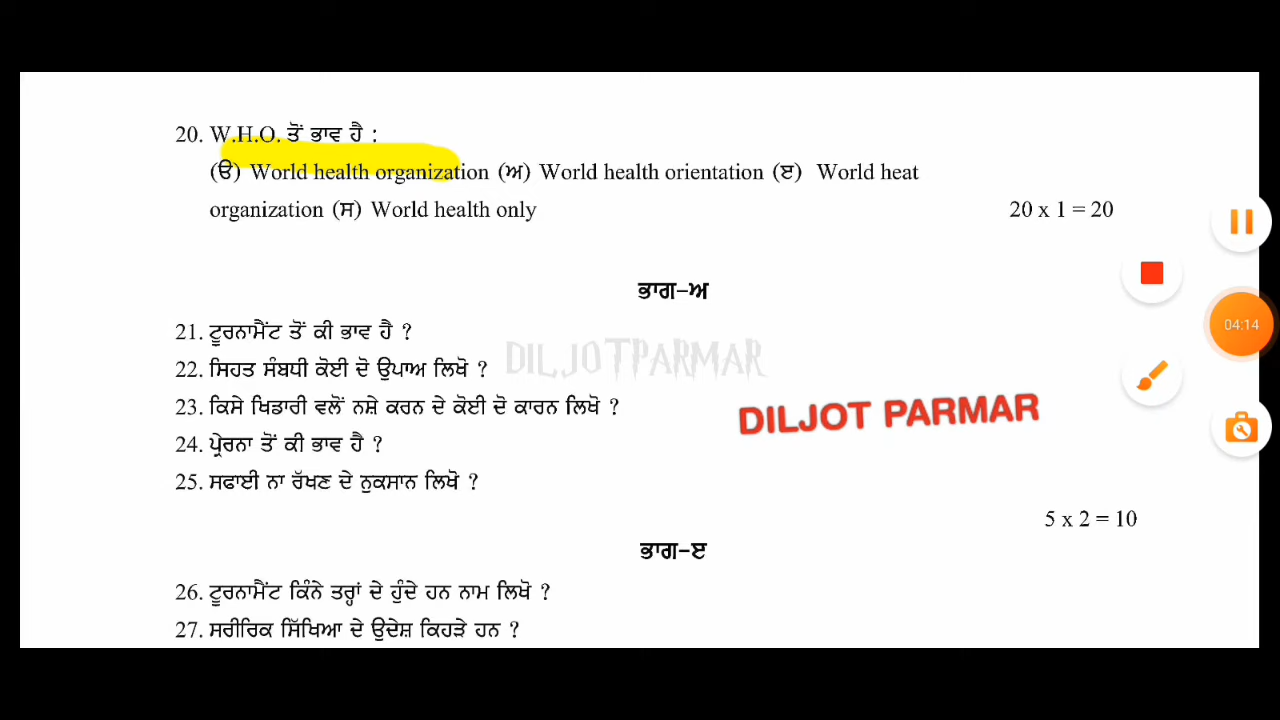 20. W.H.O. ਤੋਂ ਭਾਵ ਹੈ :
(ੳ) World health organization (ਅ) World health orientation (ੲ) World heat
organization (ਸ) World health only 20 x 1 = 20
ਭਾਗ-ਅ
21. ਟੂਰਨਾਮੈਂਟ ਤੋਂ ਕੀ ਭਾਵ ਹੈ ?
22. ਸਿਹਤ ਸੰਬਧੀ ਕੋਈ ਦੋ ਉਪਾਅ ਲਿਖੋ ?
DILJOTPARMAR
23. ਕਿਸੇ ਖਿਡਾਰੀ ਵਲੋਂ ਨਸ਼ੇ ਕਰਨ ਦੇ ਕੋਈ ਦੋ ਕਾਰਨ ਲਿਖੋ ?
DILJOT PARMAR
24. ਪ੍ਰੇਰਨਾ ਤੋਂ ਕੀ ਭਾਵ ਹੈ ?
25. ਸਫਾਈ ਨਾ ਰੱਖਣ ਦੇ ਨੁਕਸਾਨ ਲਿਖੋ ?
5 x 2 = 10
ਭਾਗ-ੲ
26. ਟੂਰਨਾਮੈਂਟ ਕਿੰਨੇ ਤਰ੍ਹਾਂ ਦੇ ਹੁੰਦੇ ਹਨ ਨਾਮ ਲਿਖੋ ?
27. ਸਰੀਰਿਕ ਸਿੱਖਿਆ ਦੇ ਉਦੇਸ਼ ਕਿਹੜੇ ਹਨ ?
04:14